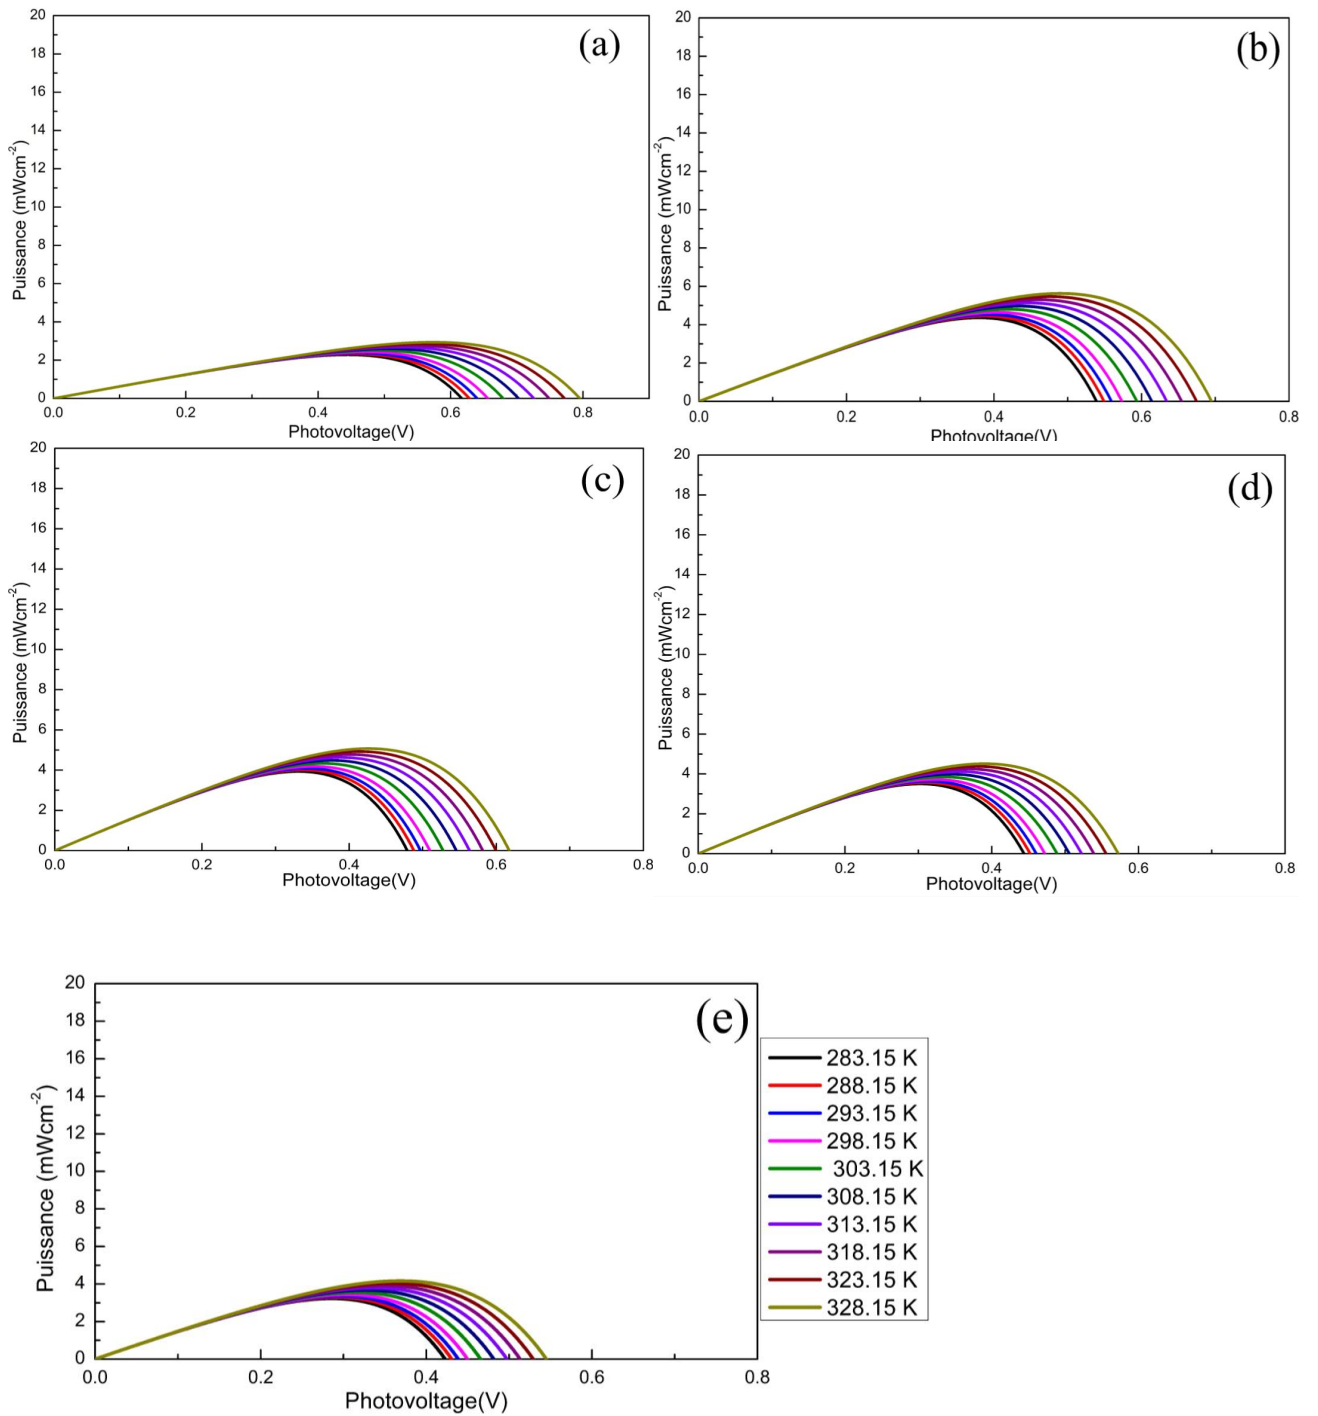 (a)
20
18
16
14
12
10
8
6
4
2
0
Puissance (mWcm-2)
0.0 0.2 0.4 0.6 0.8
Photovoltage(V)
(b)
20
18
16
14
12
10
8
6
4
2
0
Puissance (mWcm-2)
0.0 0.2 0.4 0.6 0.8
Photovoltage(V)
(c)
20
18
16
14
12
10
8
6
4
2
0
Puissance (mWcm-2)
0.0 0.2 0.4 0.6 0.8
Photovoltage(V)
(d)
20
18
16
14
12
10
8
6
4
2
0
Puissance (mWcm-2)
0.0 0.2 0.4 0.6 0.8
Photovoltage(V)
(e)
20
18
16
14
12
10
8
6
4
2
0
Puissance (mWcm-2)
0.0 0.2 0.4 0.6 0.8
Photovoltage(V)
283.15 K
288.15 K
293.15 K
298.15 K
303.15 K
308.15 K
313.15 K
318.15 K
323.15 K
328.15 K